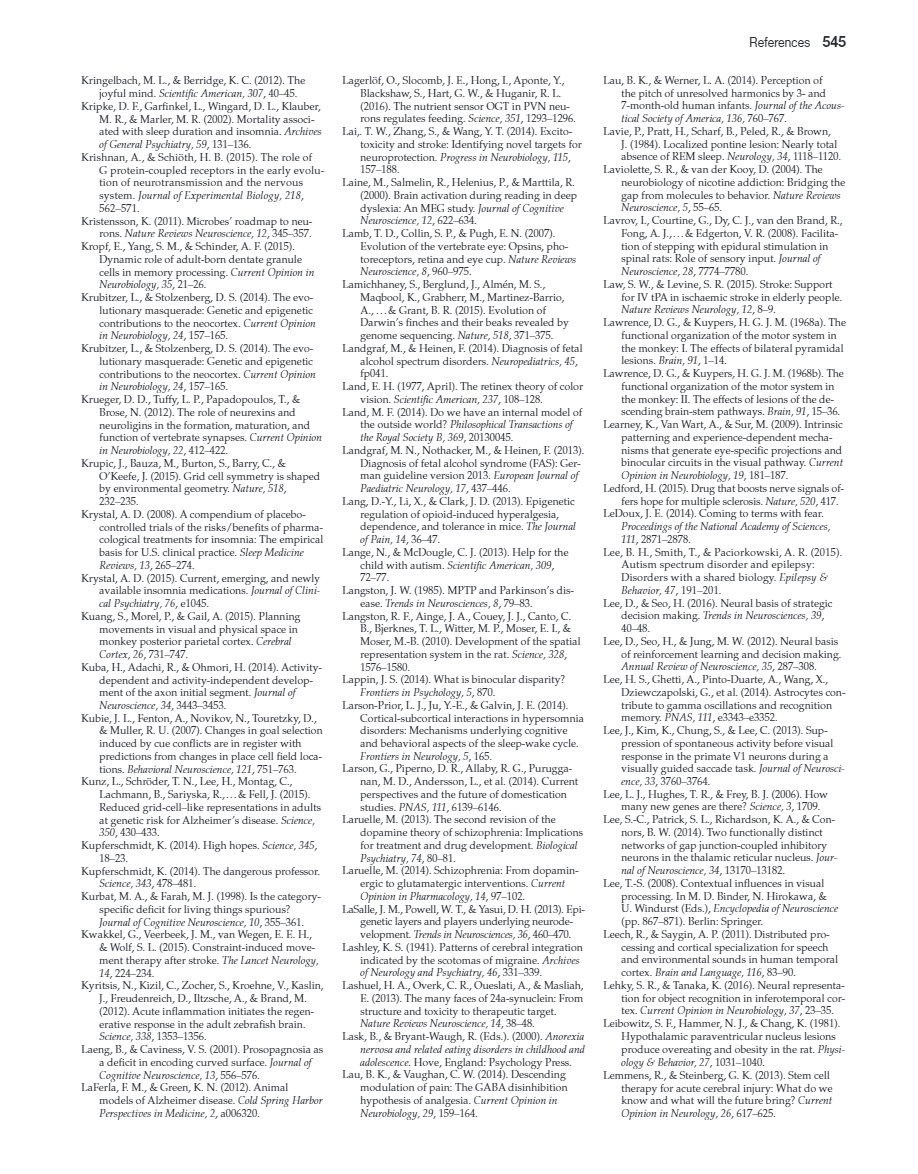 References 545
Kringelbach, M. L., & Berridge, K. C. (2012). The
joyful mind. Scientific American, 307, 40–45.
Kripke, D. F., Garfinkel, L., Wingard, D. L., Klauber,
M. R., & Marler, M. R. (2002). Mortality associ-
ated with sleep duration and insomnia. Archives
of General Psychiatry, 59, 131–136.
Krishnan, A., & Schiöth, H. B. (2015). The role of
G protein-coupled receptors in the early evolu-
tion of neurotransmission and the nervous
system. Journal of Experimental Biology, 218,
562–571.
Kristensson, K. (2011). Microbes’ roadmap to neu-
rons. Nature Reviews Neuroscience, 12, 345–357.
Kropf, E., Yang, S. M., & Schinder, A. F. (2015).
Dynamic role of adult-born dentate granule
cells in memory processing. Current Opinion in
Neurobiology, 35, 21–26.
Krubitzer, L., & Stolzenberg, D. S. (2014). The evo-
lutionary masquerade: Genetic and epigenetic
contributions to the neocortex. Current Opinion
in Neurobiology, 24, 157–165.
Krubitzer, L., & Stolzenberg, D. S. (2014). The evo-
lutionary masquerade: Genetic and epigenetic
contributions to the neocortex. Current Opinion
in Neurobiology, 24, 157–165.
Krueger, D. D., Tuffy, L. P., Papadopoulos, T., &
Brose, N. (2012). The role of neurexins and
neuroligins in the formation, maturation, and
function of vertebrate synapses. Current Opinion
in Neurobiology, 22, 412–422.
Krupic, J., Bauza, M., Burton, S., Barry, C., &
O’Keefe, J. (2015). Grid cell symmetry is shaped
by environmental geometry. Nature, 518,
232–235.
Krystal, A. D. (2008). A compendium of placebo-
controlled trials of the risks/benefits of pharma-
cological treatments for insomnia: The empirical
basis for U.S. clinical practice. Sleep Medicine
Reviews, 13, 265–274.
Krystal, A. D. (2015). Current, emerging, and newly
available insomnia medications. Journal of Clini-
cal Psychiatry, 76, e1045.
Kuang, S., Morel, P., & Gail, A. (2015). Planning
movements in visual and physical space in
monkey posterior parietal cortex. Cerebral
Cortex, 26, 731–747.
Kuba, H., Adachi, R., & Ohmori, H. (2014). Activity-
dependent and activity-independent develop-
ment of the axon initial segment. Journal of
Neuroscience, 34, 3443–3453.
Kubie, J. L., Fenton, A., Novikov, N., Touretzky, D.,
& Muller, R. U. (2007). Changes in goal selection
induced by cue conflicts are in register with
predictions from changes in place cell field loca-
tions. Behavioral Neuroscience, 121, 751–763.
Kunz, L., Schröder, T. N., Lee, H., Montag, C.,
Lachmann, B., Sariyska, R.,… & Fell, J. (2015).
Reduced grid-cell–like representations in adults
at genetic risk for Alzheimer’s disease. Science,
350, 430–433.
Kupferschmidt, K. (2014). High hopes. Science, 345,
18–23.
Kupferschmidt, K. (2014). The dangerous professor.
Science, 343, 478–481.
Kurbat, M. A., & Farah, M. J. (1998). Is the category-
specific deficit for living things spurious?
Journal of Cognitive Neuroscience, 10, 355–361.
Kwakkel, G., Veerbeek, J. M., van Wegen, E. E. H.,
& Wolf, S. L. (2015). Constraint-induced move-
ment therapy after stroke. The Lancet Neurology,
14, 224–234.
Kyritsis, N., Kizil, C., Zocher, S., Kroehne, V., Kaslin,
J., Freudenreich, D., Iltzsche, A., & Brand, M.
(2012). Acute inflammation initiates the regen-
erative response in the adult zebrafish brain.
Science, 338, 1353–1356.
Laeng, B., & Caviness, V. S. (2001). Prosopagnosia as
a deficit in encoding curved surface. Journal of
Cognitive Neuroscience, 13, 556–576.
LaFerla, F. M., & Green, K. N. (2012). Animal
models of Alzheimer disease. Cold Spring Harbor
Perspectives in Medicine, 2, a006320.
Lagerlöf, O., Slocomb, J. E., Hong, I., Aponte, Y.,
Blackshaw, S., Hart, G. W., & Huganir, R. L.
(2016). The nutrient sensor OGT in PVN neu-
rons regulates feeding. Science, 351, 1293–1296.
Lai,. T. W., Zhang, S., & Wang, Y. T. (2014). Excito-
toxicity and stroke: Identifying novel targets for
neuroprotection. Progress in Neurobiology, 115,
157–188.
Laine, M., Salmelin, R., Helenius, P., & Marttila, R.
(2000). Brain activation during reading in deep
dyslexia: An MEG study. Journal of Cognitive
Neuroscience, 12, 622–634.
Lamb, T. D., Collin, S. P., & Pugh, E. N. (2007).
Evolution of the vertebrate eye: Opsins, pho-
toreceptors, retina and eye cup. Nature Reviews
Neuroscience, 8, 960–975.
Lamichhaney, S., Berglund, J., Almén, M. S.,
Maqbool, K., Grabherr, M., Martinez-Barrio,
A., … & Grant, B. R. (2015). Evolution of
Darwin’s finches and their beaks revealed by
genome sequencing. Nature, 518, 371–375.
Landgraf, M., & Heinen, F. (2014). Diagnosis of fetal
alcohol spectrum disorders. Neuropediatrics, 45,
fp041.
Land, E. H. (1977, April). The retinex theory of color
vision. Scientific American, 237, 108–128.
Land, M. F. (2014). Do we have an internal model of
the outside world? Philosophical Transactions of
the Royal Society B, 369, 20130045.
Landgraf, M. N., Nothacker, M., & Heinen, F. (2013).
Diagnosis of fetal alcohol syndrome (FAS): Ger-
man guideline version 2013. European Journal of
Paediatric Neurology, 17, 437–446.
Lang, D.-Y., Li, X., & Clark, J. D. (2013). Epigenetic
regulation of opioid-induced hyperalgesia,
dependence, and tolerance in mice. The Journal
of Pain, 14, 36–47.
Lange, N., & McDougle, C. J. (2013). Help for the
child with autism. Scientific American, 309,
72–77.
Langston, J. W. (1985). MPTP and Parkinson’s dis-
ease. Trends in Neurosciences, 8, 79–83.
Langston, R. F., Ainge, J. A., Couey, J. J., Canto, C.
B., Bjerknes, T. L., Witter, M. P., Moser, E. I., &
Moser, M.-B. (2010). Development of the spatial
representation system in the rat. Science, 328,
1576–1580.
Lappin, J. S. (2014). What is binocular disparity?
Frontiers in Psychology, 5, 870.
Larson-Prior, L. J., Ju, Y.-E., & Galvin, J. E. (2014).
Cortical-subcortical interactions in hypersomnia
disorders: Mechanisms underlying cognitive
and behavioral aspects of the sleep-wake cycle.
Frontiers in Neurology, 5, 165.
Larson, G., Piperno, D. R., Allaby, R. G., Purugga-
nan, M. D., Andersson, L., et al. (2014). Current
perspectives and the future of domestication
studies. PNAS, 111, 6139–6146.
Laruelle, M. (2013). The second revision of the
dopamine theory of schizophrenia: Implications
for treatment and drug development. Biological
Psychiatry, 74, 80–81.
Laruelle, M. (2014). Schizophrenia: From dopamin-
ergic to glutamatergic interventions. Current
Opinion in Pharmacology, 14, 97–102.
LaSalle, J. M., Powell, W. T., & Yasui, D. H. (2013). Epi-
genetic layers and players underlying neurode-
velopment. Trends in Neurosciences, 36, 460–470.
Lashley, K. S. (1941). Patterns of cerebral integration
indicated by the scotomas of migraine. Archives
of Neurology and Psychiatry, 46, 331–339.
Lashuel, H. A., Overk, C. R., Oueslati, A., & Masliah,
E. (2013). The many faces of 24a-synuclein: From
structure and toxicity to therapeutic target.
Nature Reviews Neuroscience, 14, 38–48.
Lask, B., & Bryant-Waugh, R. (Eds.). (2000). Anorexia
nervosa and related eating disorders in childhood and
adolescence. Hove, England: Psychology Press.
Lau, B. K., & Vaughan, C. W. (2014). Descending
modulation of pain: The GABA disinhibition
hypothesis of analgesia. Current Opinion in
Neurobiology, 29, 159–164.
Lau, B. K., & Werner, L. A. (2014). Perception of
the pitch of unresolved harmonics by 3- and
7-month-old human infants. Journal of the Acous-
tical Society of America, 136, 760–767.
Lavie, P., Pratt, H., Scharf, B., Peled, R., & Brown,
J. (1984). Localized pontine lesion: Nearly total
absence of REM sleep. Neurology, 34, 1118–1120.
Laviolette, S. R., & van der Kooy, D. (2004). The
neurobiology of nicotine addiction: Bridging the
gap from molecules to behavior. Nature Reviews
Neuroscience, 5, 55–65.
Lavrov, I., Courtine, G., Dy, C. J., van den Brand, R.,
Fong, A. J.,… & Edgerton, V. R. (2008). Facilita-
tion of stepping with epidural stimulation in
spinal rats: Role of sensory input. Journal of
Neuroscience, 28, 7774–7780.
Law, S. W., & Levine, S. R. (2015). Stroke: Support
for IV tPA in ischaemic stroke in elderly people.
Nature Reviews Neurology, 12, 8–9.
Lawrence, D. G., & Kuypers, H. G. J. M. (1968a). The
functional organization of the motor system in
the monkey: I. The effects of bilateral pyramidal
lesions. Brain, 91, 1–14.
Lawrence, D. G., & Kuypers, H. G. J. M. (1968b). The
functional organization of the motor system in
the monkey: II. The effects of lesions of the de-
scending brain-stem pathways. Brain, 91, 15–36.
Learney, K., Van Wart, A., & Sur, M. (2009). Intrinsic
patterning and experience-dependent mecha-
nisms that generate eye-specific projections and
binocular circuits in the visual pathway. Current
Opinion in Neurobiology, 19, 181–187.
Ledford, H. (2015). Drug that boosts nerve signals of-
fers hope for multiple sclerosis. Nature, 520, 417.
LeDoux, J. E. (2014). Coming to terms with fear.
Proceedings of the National Academy of Sciences,
111, 2871–2878.
Lee, B. H., Smith, T., & Paciorkowski, A. R. (2015).
Autism spectrum disorder and epilepsy:
Disorders with a shared biology. Epilepsy &
Behavior, 47, 191–201.
Lee, D., & Seo, H. (2016). Neural basis of strategic
decision making. Trends in Neurosciences, 39,
40–48.
Lee, D., Seo, H., & Jung, M. W. (2012). Neural basis
of reinforcement learning and decision making.
Annual Review of Neuroscience, 35, 287–308.
Lee, H. S., Ghetti, A., Pinto-Duarte, A., Wang, X.,
Dziewczapolski, G., et al. (2014). Astrocytes con-
tribute to gamma oscillations and recognition
memory. PNAS, 111, e3343–e3352.
Lee, J., Kim, K., Chung, S., & Lee, C. (2013). Sup-
pression of spontaneous activity before visual
response in the primate V1 neurons during a
visually guided saccade task. Journal of Neurosci-
ence, 33, 3760–3764.
Lee, L. J., Hughes, T. R., & Frey, B. J. (2006). How
many new genes are there? Science, 3, 1709.
Lee, S.-C., Patrick, S. L., Richardson, K. A., & Con-
nors, B. W. (2014). Two functionally distinct
networks of gap junction-coupled inhibitory
neurons in the thalamic reticular nucleus. Jour-
nal of Neuroscience, 34, 13170–13182.
Lee, T.-S. (2008). Contextual influences in visual
processing. In M. D. Binder, N. Hirokawa, &
U. Windurst (Eds.), Encyclopedia of Neuroscience
(pp. 867–871). Berlin: Springer.
Leech, R., & Saygin, A. P. (2011). Distributed pro-
cessing and cortical specialization for speech
and environmental sounds in human temporal
cortex. Brain and Language, 116, 83–90.
Lehky, S. R., & Tanaka, K. (2016). Neural representa-
tion for object recognition in inferotemporal cor-
tex. Current Opinion in Neurobiology, 37, 23–35.
Leibowitz, S. F., Hammer, N. J., & Chang, K. (1981).
Hypothalamic paraventricular nucleus lesions
produce overeating and obesity in the rat. Physi-
ology & Behavior, 27, 1031–1040.
Lemmens, R., & Steinberg, G. K. (2013). Stem cell
therapy for acute cerebral injury: What do we
know and what will the future bring? Current
Opinion in Neurology, 26, 617–625.